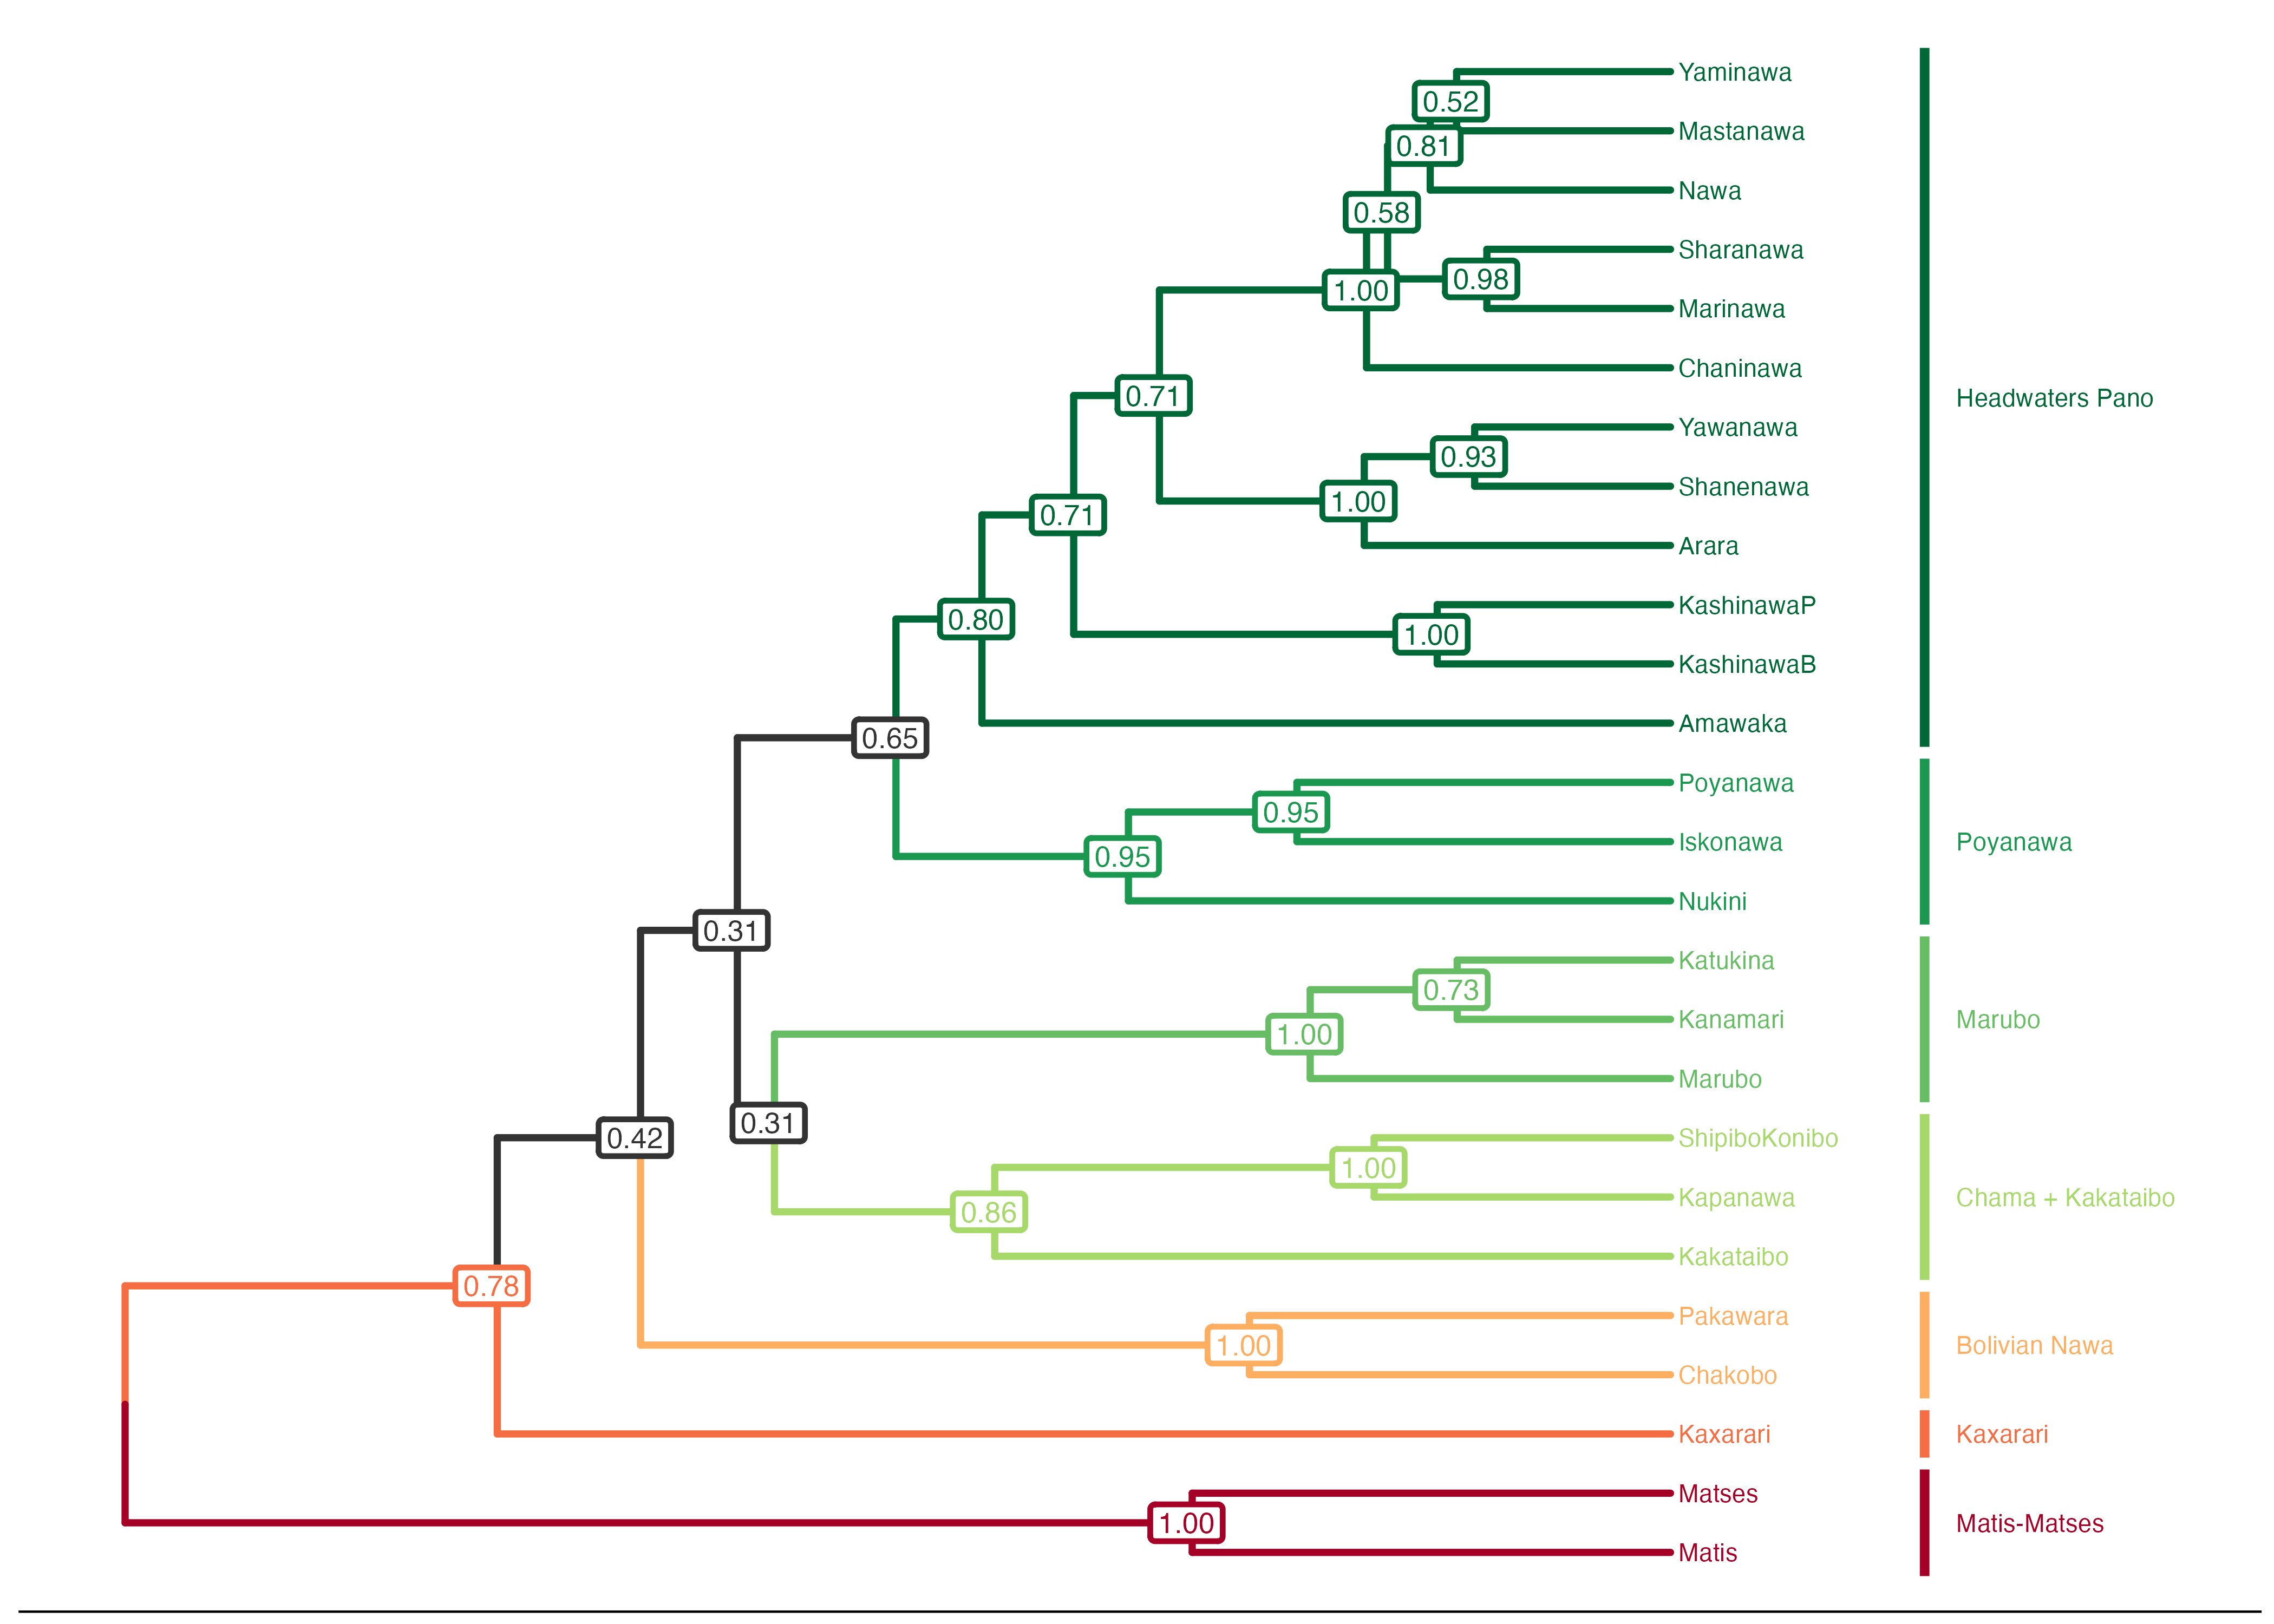 Yaminawa
0.52
Mastanawa
0.81
Nawa
0.58
Sharanawa
0.98
1.00
Marinawa
Chaninawa
0.71
Headwaters Pano
Yawanawa
0.93
Shanenawa
1.00
0.71
Arara
KashinawaP
0.80
1.00
KashinawaB
Amawaka
0.65
Poyanawa
0.95
Iskonawa
Poyanawa
0.95
Nukini
0.31
Katukina
0.73
Kanamari
Marubo
1.00
Marubo
0.31
ShipiboKonibo
0.42
1.00
Kapanawa
Chama + Kakataibo
0.86
Kakataibo
0.78
Pakawara
1.00
Bolivian Nawa
Chakobo
Kaxarari
Kaxarari
Matses
1.00
Matis-Matses
Matis